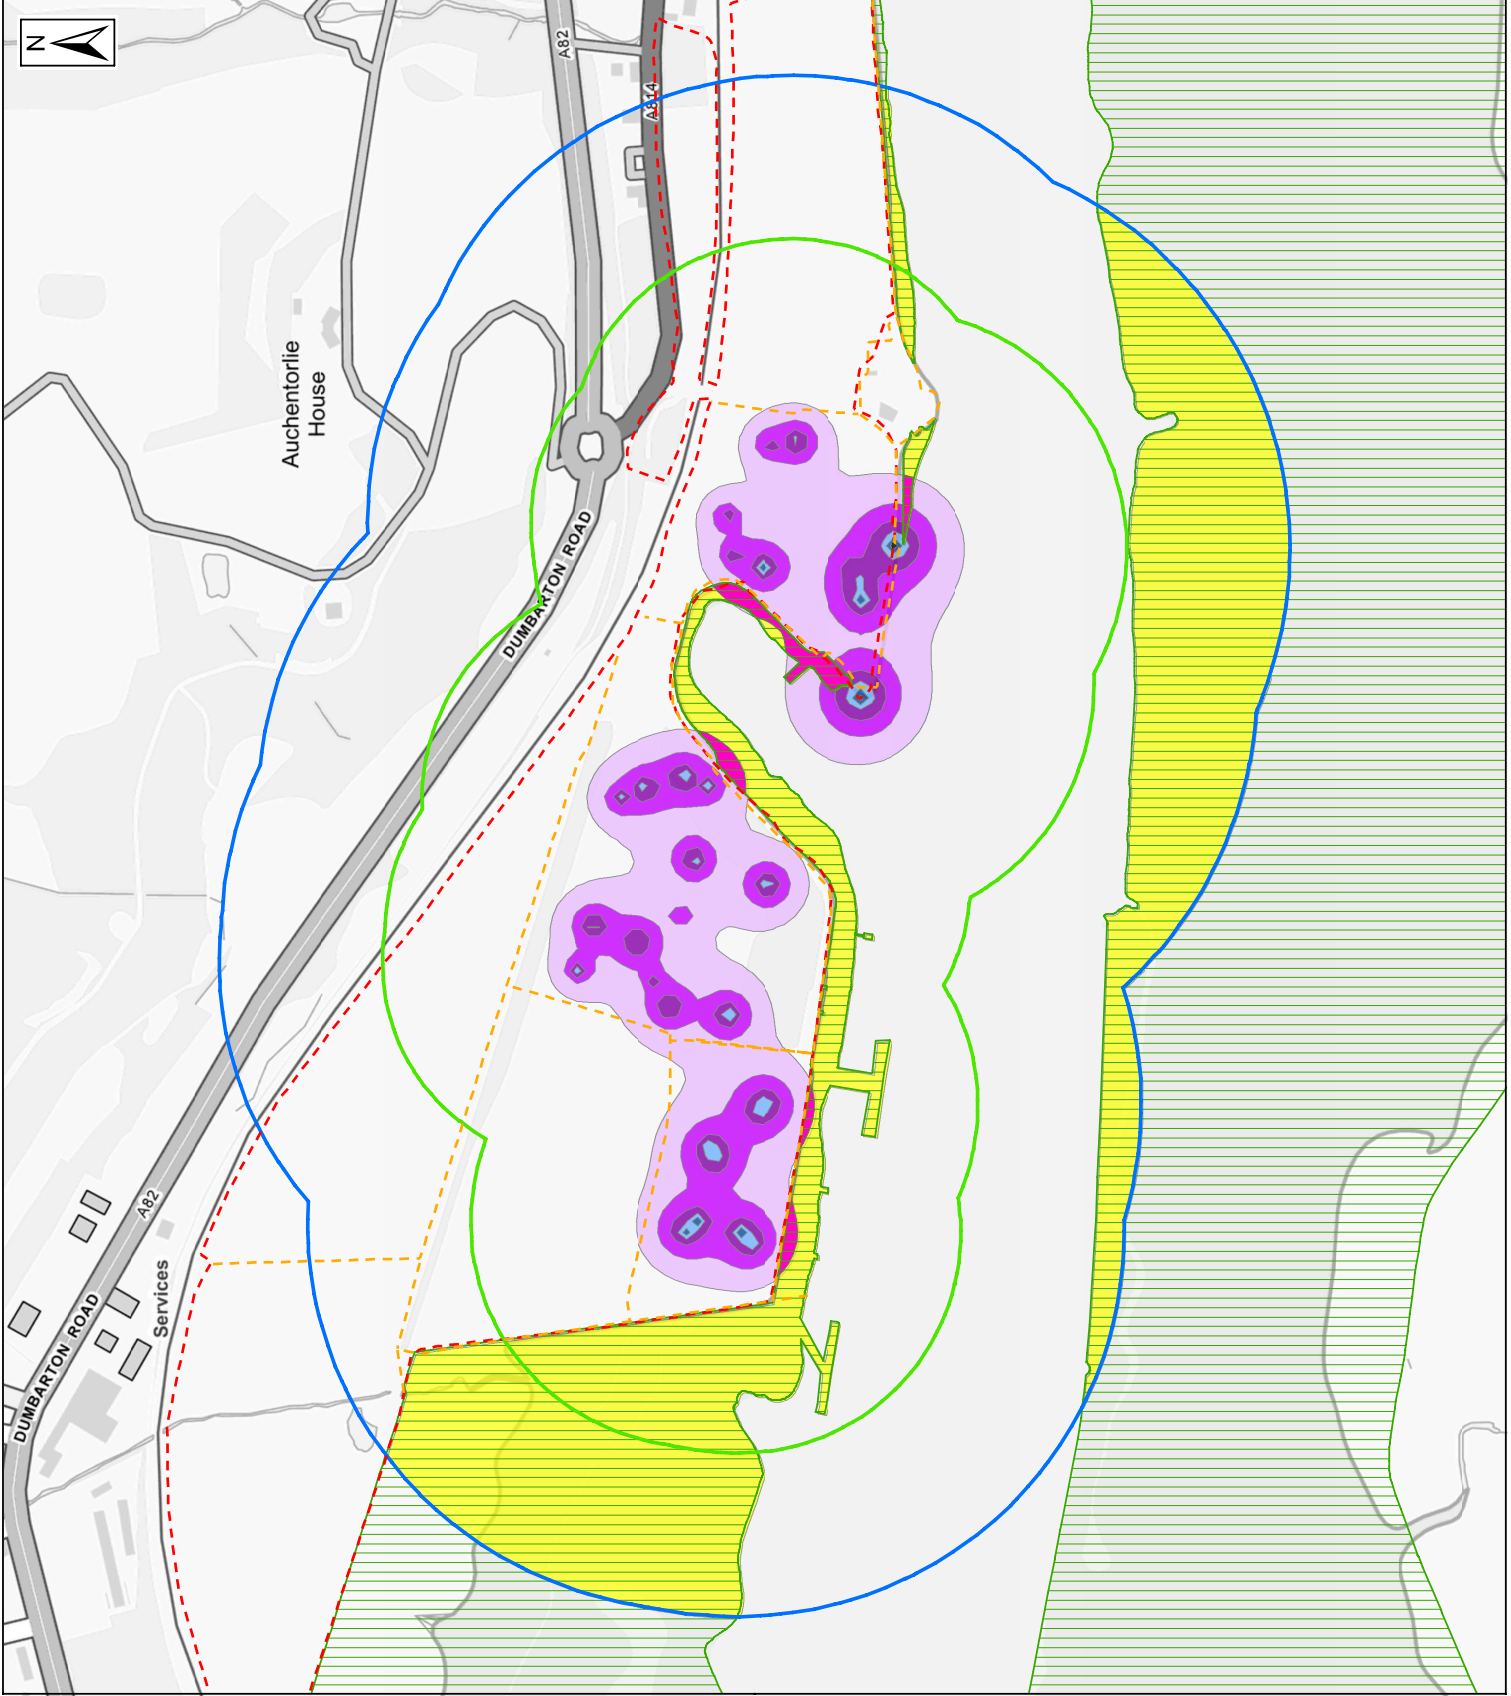 N
A82
A814
Auchentorlie
House
DUMBARTON ROAD
A82
Services
DUMBARTON ROAD